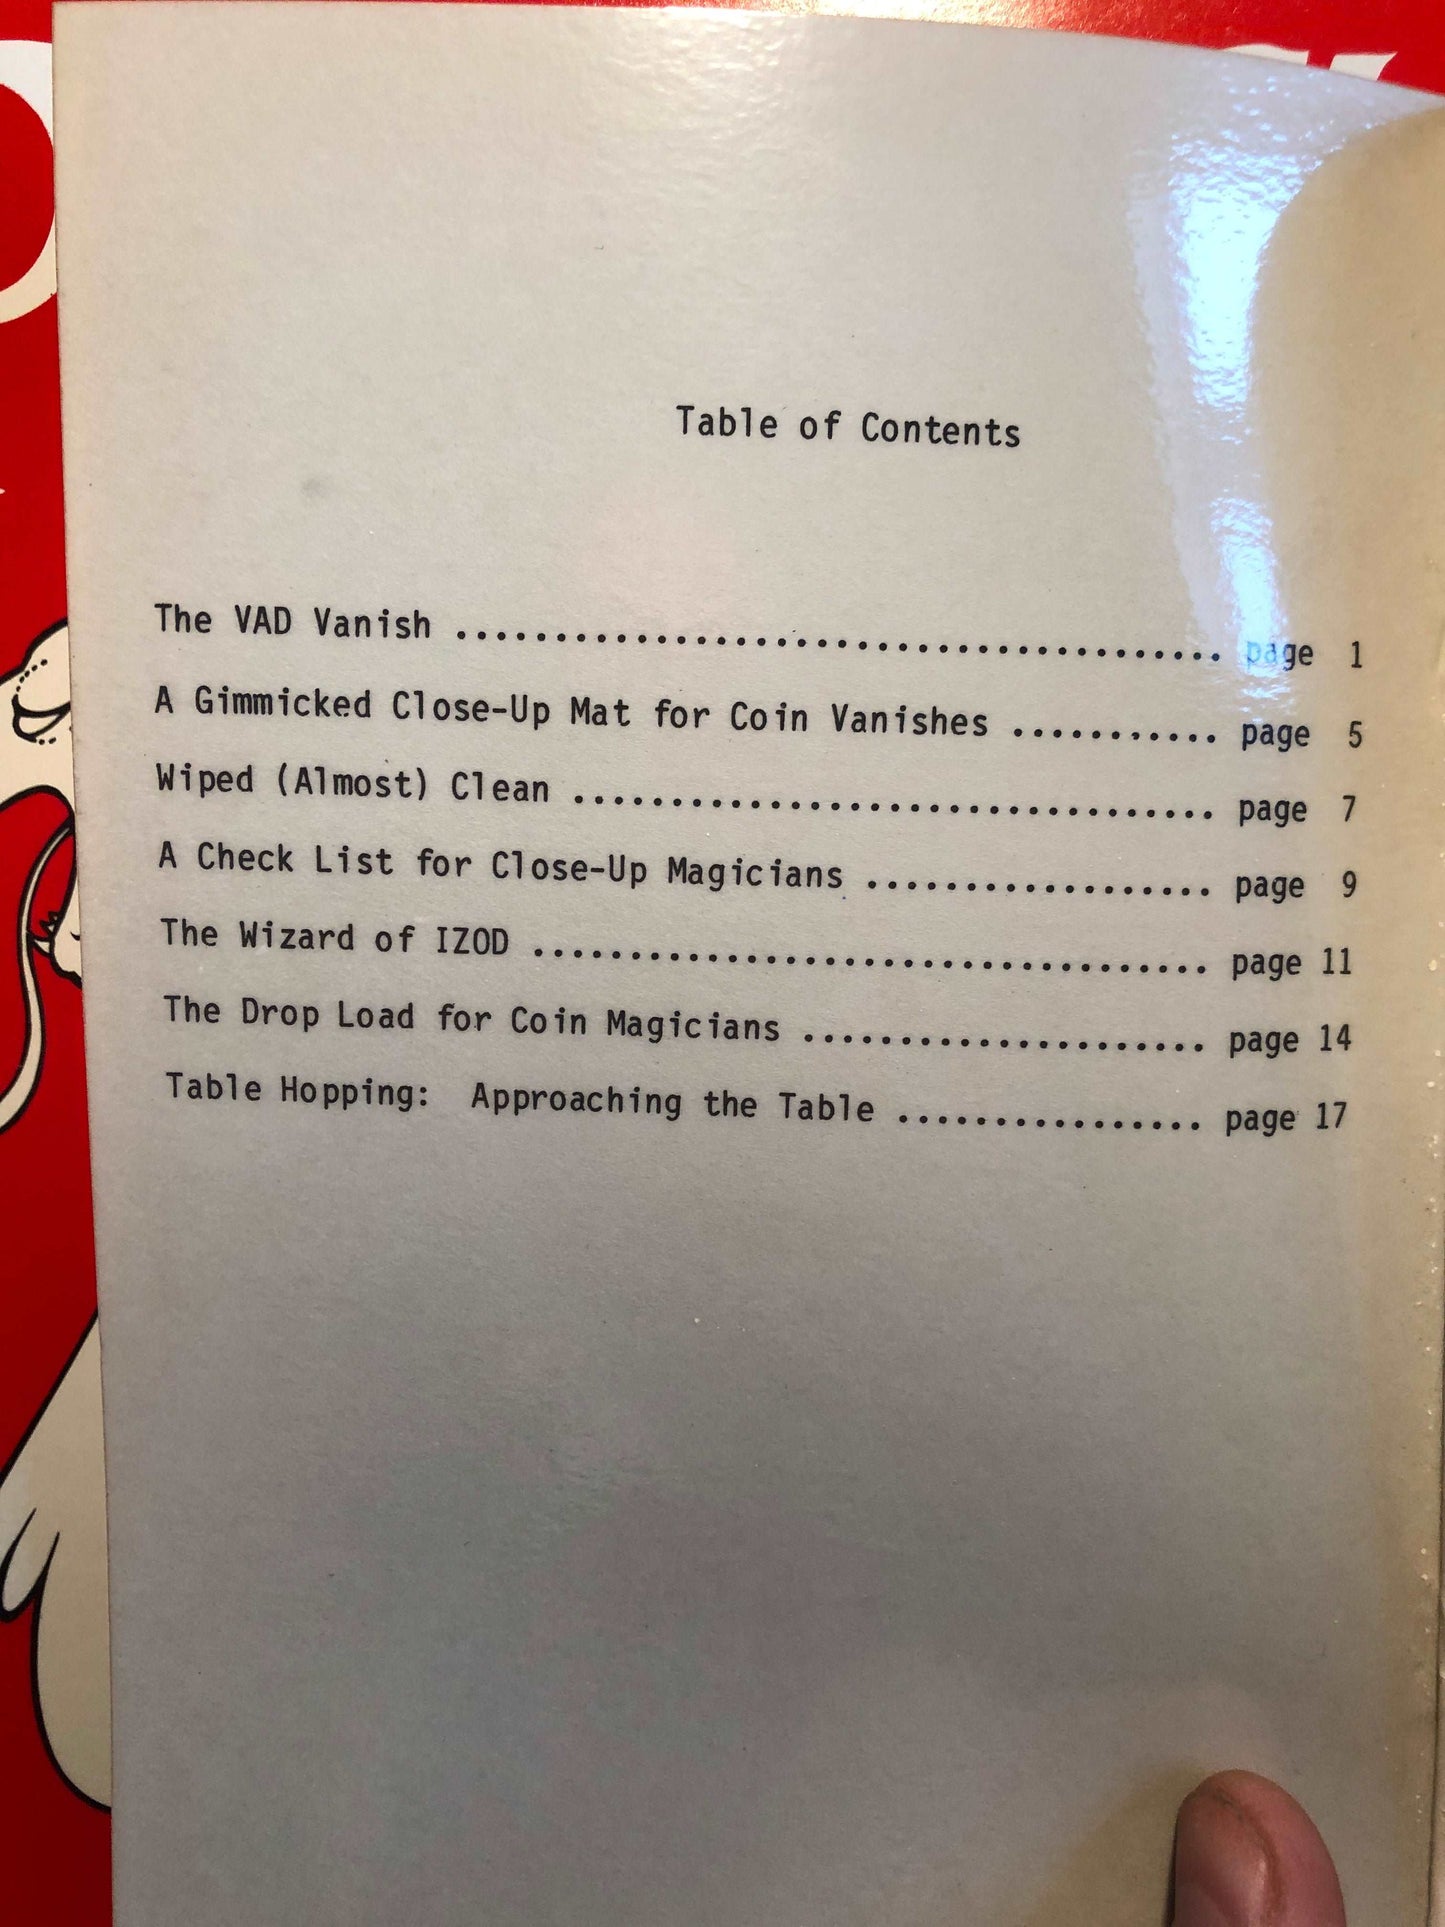 Table of Contents
The VAD Vanish ....................................... page 1
A Gimmicked Close-Up Mat for Coin Vanishes ........... page 5
Wiped (Almost) Clean ................................. page 7
A Check List for Close-Up Magicians .................. page 9
The Wizard of IZOD ................................... page 11
The Drop Load for Coin Magicians ..................... page 14
Table Hopping: Approaching the Table ................ page 17